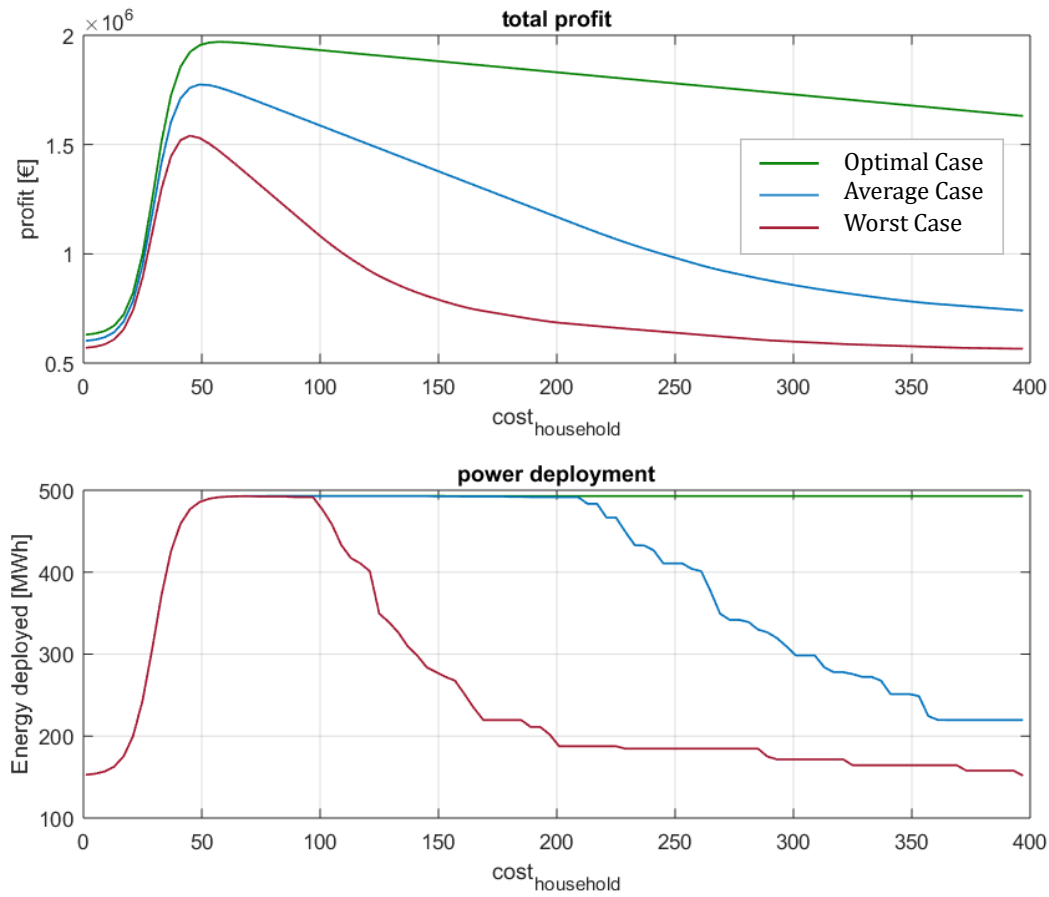 total profit
×10⁶
2
1.5
1
0.5
profit [€]
0 50 100 150 200 250 300 350 400
cost_household
Optimal Case
Average Case
Worst Case
power deployment
500
400
300
200
100
Energy deployed [MWh]
0 50 100 150 200 250 300 350 400
cost_household